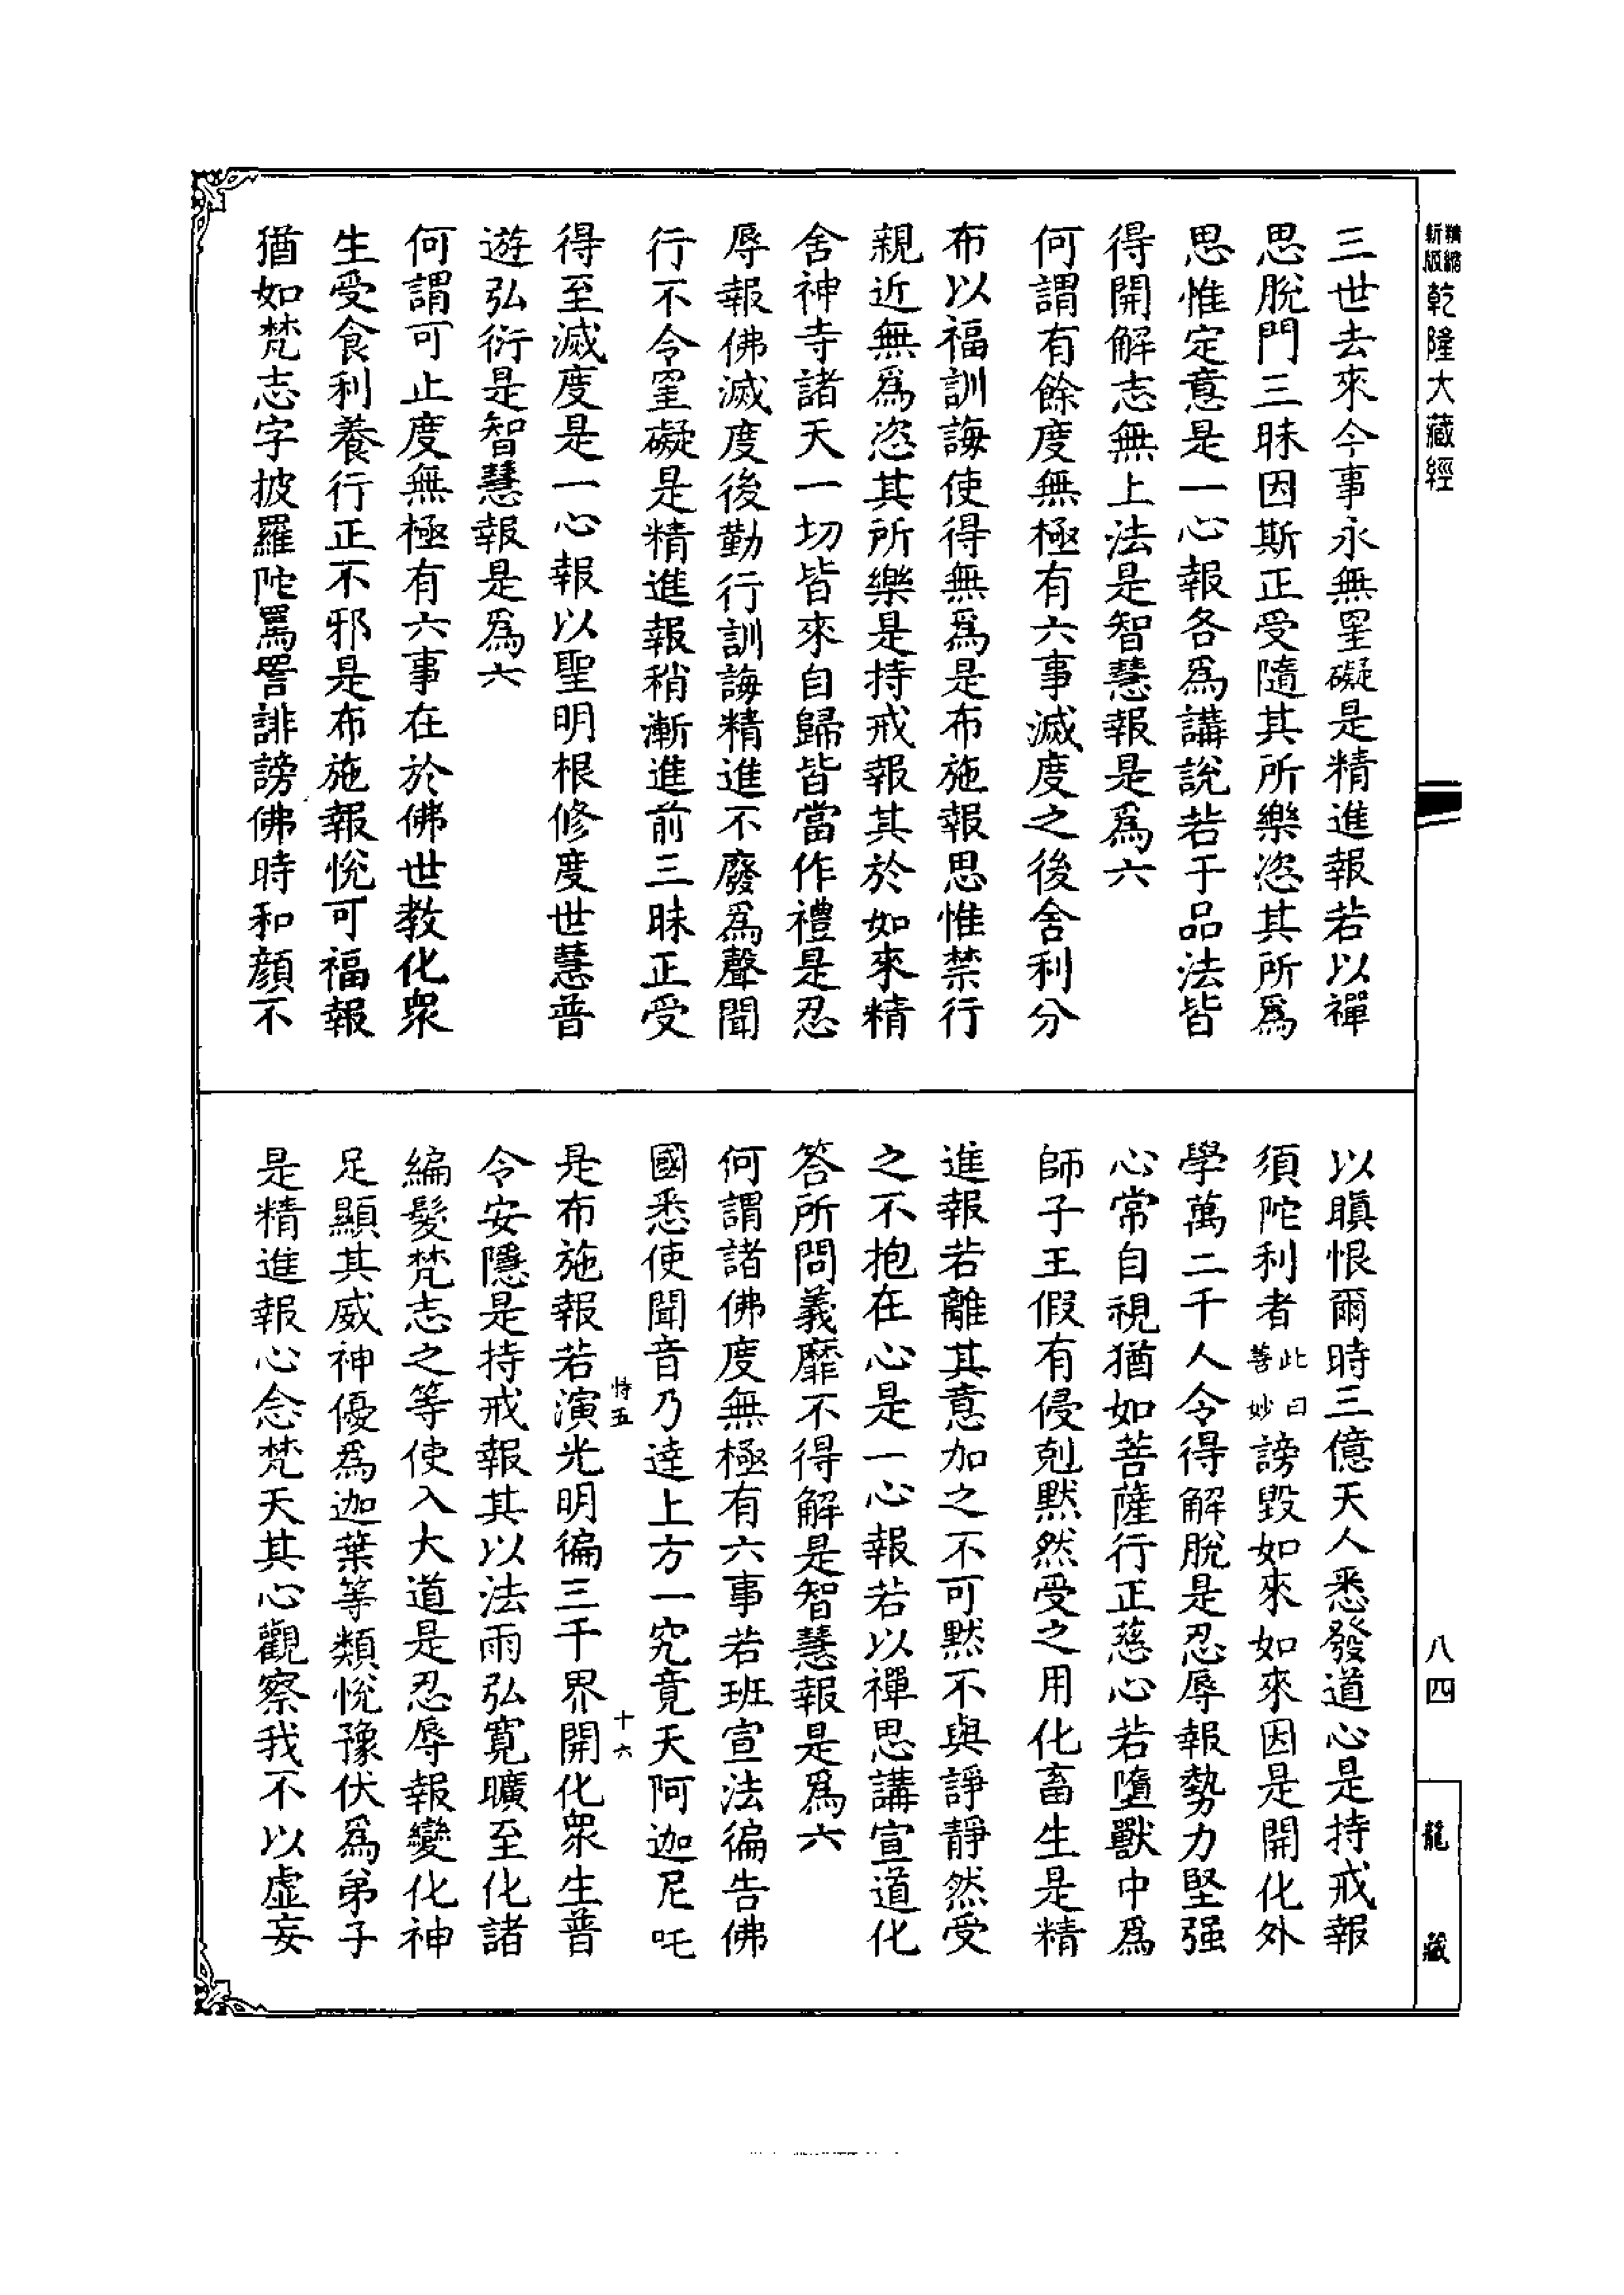 精縮新版乾隆大藏經
三世去來今事永無罣礙是精進報若以禪
思脫門三昧因斯正受隨其所樂恣其所爲
思惟定意是一心報各爲講說若干品法皆
得開解志無上法是智慧報是爲六
何謂有餘度無極有六事滅度之後舍利分
布以福訓誨使得無爲是布施報思惟禁行
親近無爲恣其所樂是持戒報其於如來精
舍神寺諸天一切皆來自歸皆當作禮是忍
辱報佛滅度後勤行訓誨精進不廢爲聲聞
行不令罣礙是精進報稍漸進前三昧正受
得至滅度是一心報以聖明根修度世慧普
遊弘衍是智慧報是爲六
何謂可止度無極有六事在於佛世教化衆
生受食利養行正不邪是布施報悅可福報
猶如梵志字披羅陀罵詈誹謗佛時和顏不
以瞋恨爾時三億天人悉發道心是持戒報
須陀利者此曰善妙謗毀如來如來因是開化外
學萬二千人令得解脫是忍辱報勢力堅强
心常自視猶如菩薩行正慈心若墮獸中爲
師子王假有侵剋默然受之用化畜生是精
進報若離其意加之不可默不與諍靜然受
之不抱在心是一心報若以禪思講宣道化
答所問義靡不得解是智慧報是爲六
何謂諸佛度無極有六事若班宣法徧告佛
國悉使聞音乃達上方一究竟天阿迦尼吒
恃五 十六
是布施報若演光明徧三千界開化衆生普
令安隱是持戒報其以法雨弘寬曠至化諸
編髮梵志之等使入大道是忍辱報變化神
足顯其威神優爲迦葉等類悅豫伏爲弟子
是精進報心念梵天其心觀察我不以虛妄
八四
龍藏